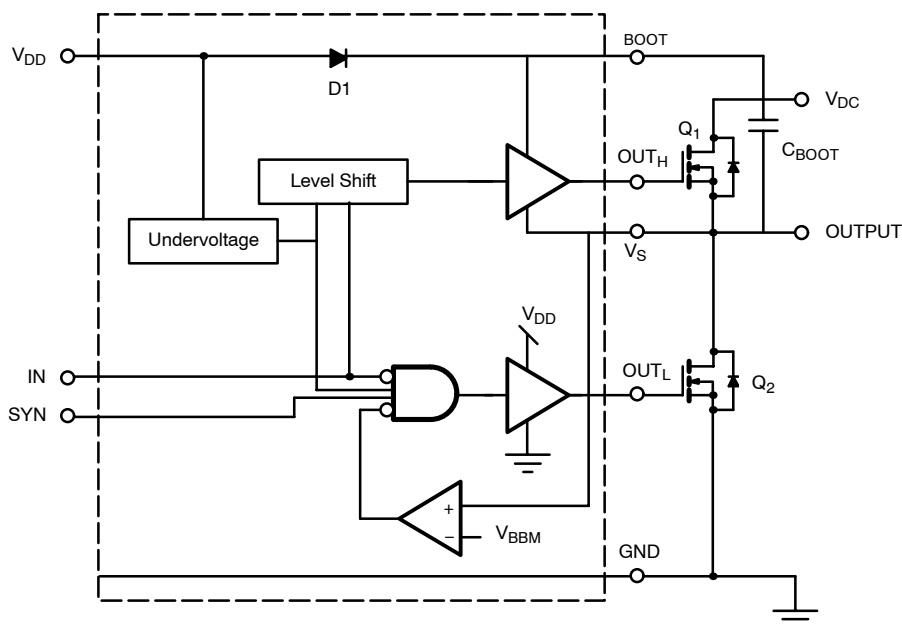 BOOT
V_DD
D1
V_DC
Q_1
C_BOOT
OUT_H
Level Shift
Undervoltage
V_S
OUTPUT
V_DD
IN
OUT_L
Q_2
SYN
+
−
V_BBM
GND